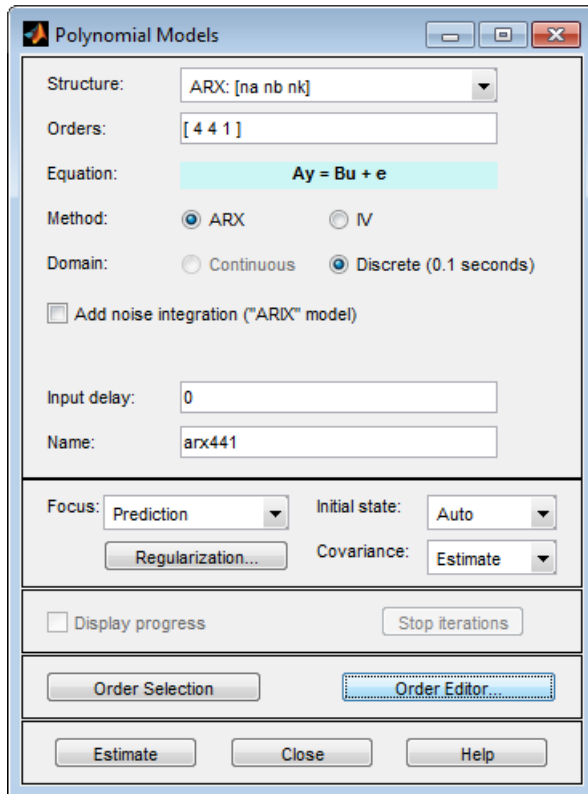 Polynomial Models
Structure: ARX: [na nb nk]
Orders: [ 4 4 1 ]
Equation: Ay = Bu + e
Method: ARX IV
Domain: Continuous Discrete (0.1 seconds)
Add noise integration ("ARIX" model)
Input delay: 0
Name: arx441
Focus: Prediction Initial state: Auto
Regularization... Covariance: Estimate
Display progress Stop iterations
Order Selection Order Editor...
Estimate Close Help